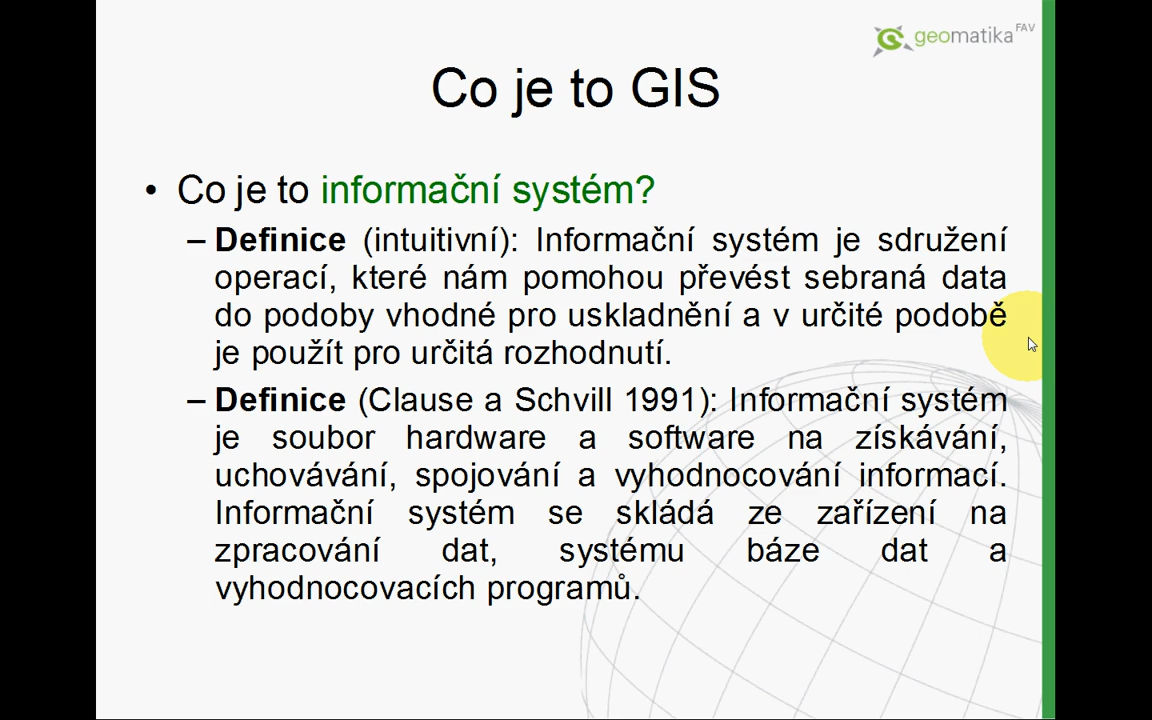 geomatika FAV
Co je to GIS
• Co je to informační systém?
– Definice (intuitivní): Informační systém je sdružení
operací, které nám pomohou převést sebraná data
do podoby vhodné pro uskladnění a v určité podobě
je použít pro určitá rozhodnutí.
– Definice (Clause a Schvill 1991): Informační systém
je soubor hardware a software na získávání,
uchovávání, spojování a vyhodnocování informací.
Informační systém se skládá ze zařízení na
zpracování dat, systému báze dat a
vyhodnocovacích programů.